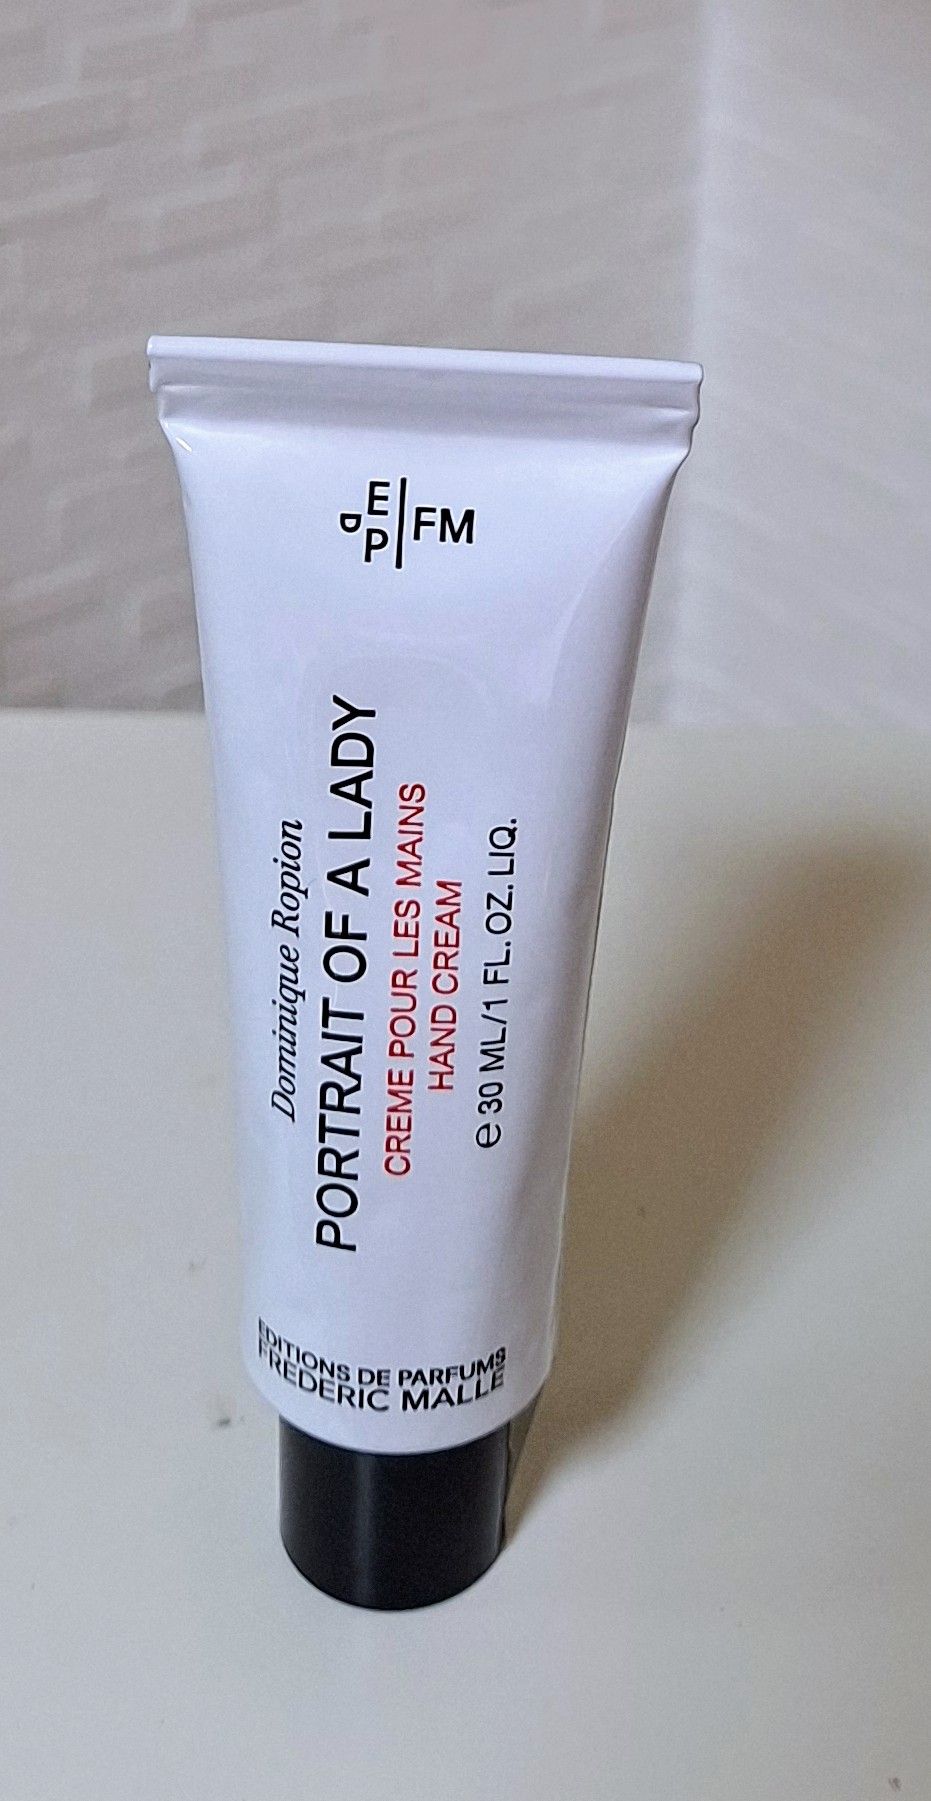 E
D
P
FM
Dominique Ropion
PORTRAIT OF A LADY
CREME POUR LES MAINS
HAND CREAM
e 30 ML/1 FL.OZ.LIQ.
EDITIONS DE PARFUMS
FREDERIC MALLE